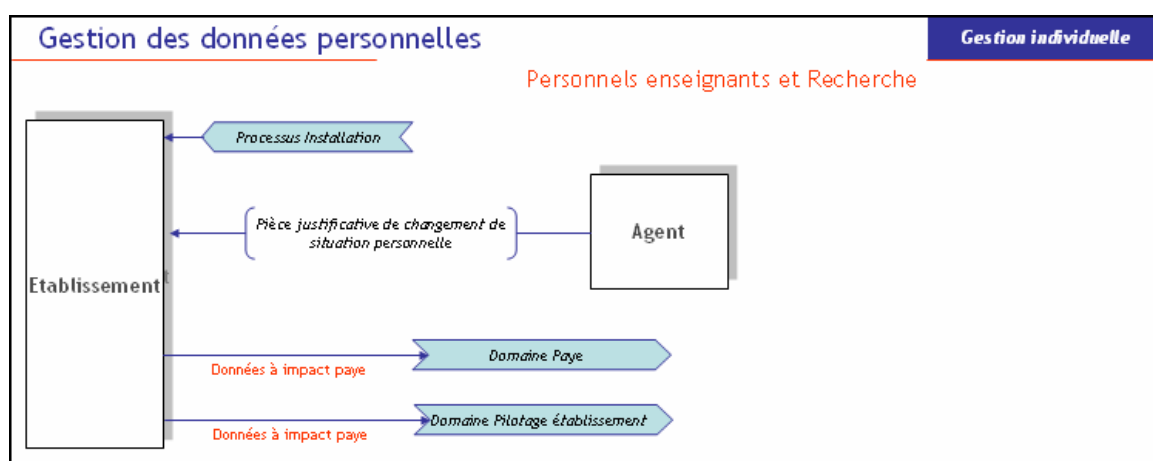 Gestion des données personnelles
Gestion individuelle
Personnels enseignants et Recherche
Processus Installation
Pièce justificative de changement de
situation personnelle
Agent
Etablissement
Domaine Paye
Données à impact paye
Domaine Pilotage établissement
Données à impact paye